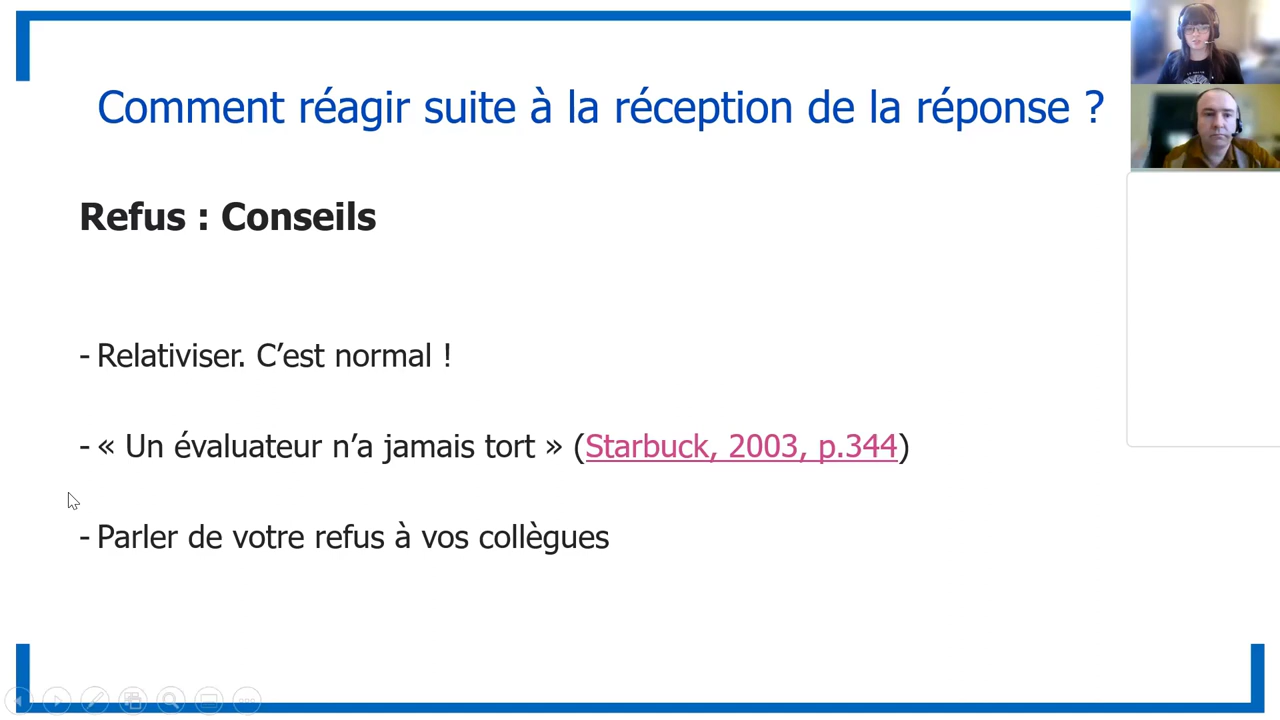 Comment réagir suite à la réception de la réponse ?
Refus : Conseils
- Relativiser. C’est normal !
- « Un évaluateur n’a jamais tort » (Starbuck, 2003, p.344)
- Parler de votre refus à vos collègues